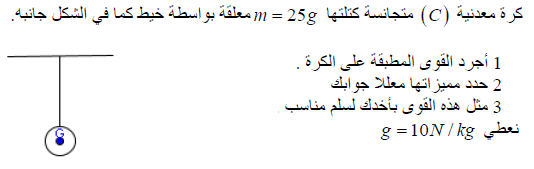 كرة معدنية (C) متجانسة كتلتها m = 25g معلقة بواسطة خيط كما في الشكل جانبه.
1 أجرد القوى المطبقة على الكرة .
2 حدد مميزاتها معللا جوابك
3 مثل هذه القوى بأخدك لسلم مناسب
نعطي g = 10N / kg
G